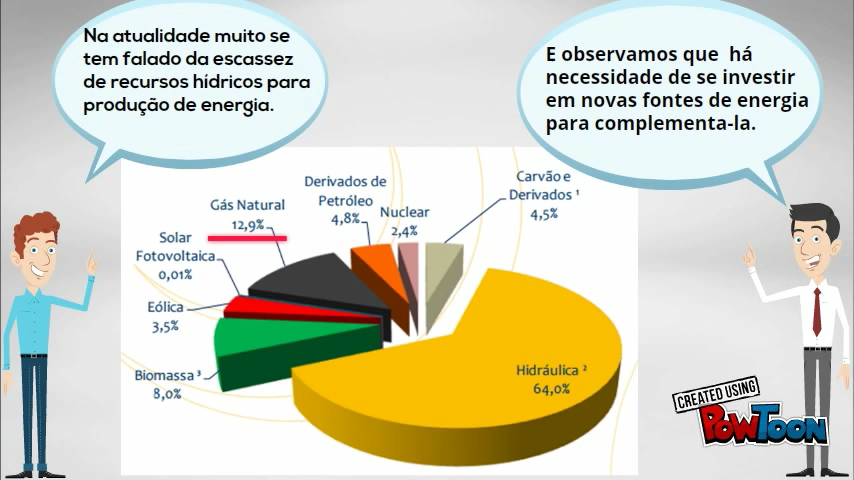 Na atualidade muito se
tem falado da escassez
de recursos hídricos para
produção de energia.
E observamos que há
necessidade de se investir
em novas fontes de energia
para complementa-la.
Carvão e
Derivados ¹
4,5%
Derivados de
Petróleo
4,8%
Nuclear
2,4%
Gás Natural
12,9%
Solar
Fotovoltaica
0,01%
Eólica
3,5%
Biomassa ³
8,0%
Hidráulica ²
64,0%
CREATED USING
POWTOON